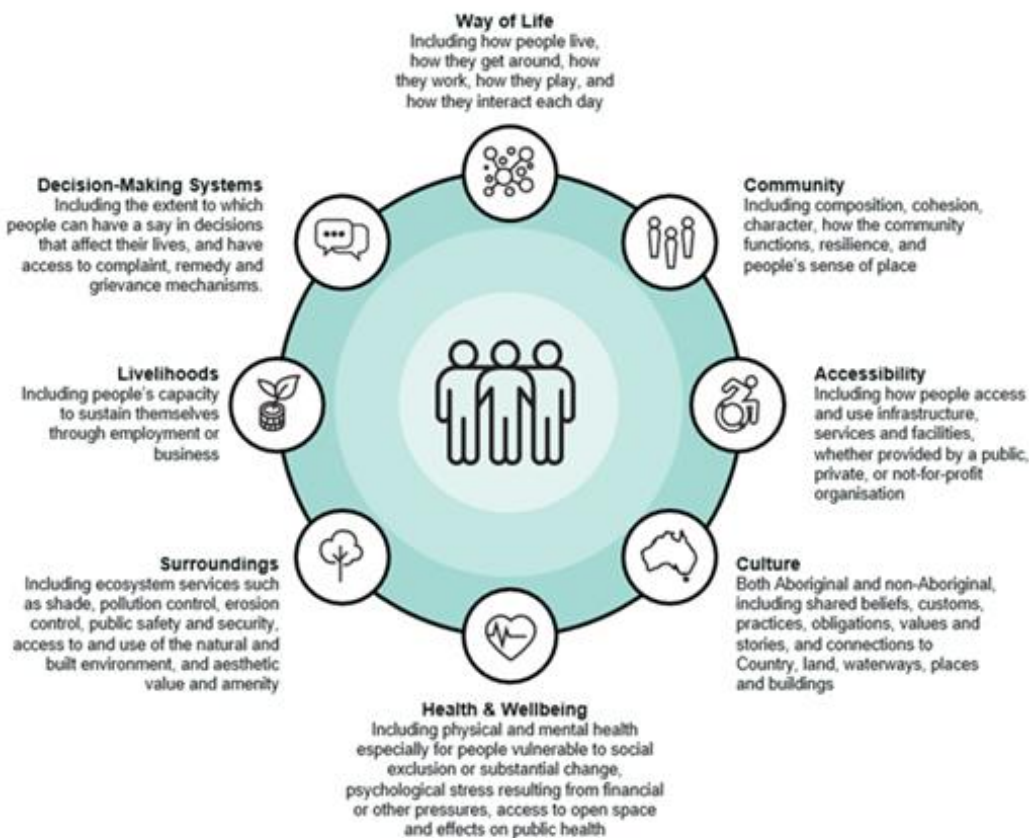 Way of Life
Including how people live,
how they get around, how
they work, how they play, and
how they interact each day
Community
Including composition, cohesion,
character, how the community
functions, resilience, and
people's sense of place
Accessibility
Including how people access
and use infrastructure,
services and facilities,
whether provided by a public,
private, or not-for-profit
organisation
Culture
Both Aboriginal and non-Aboriginal,
including shared beliefs, customs,
practices, obligations, values and
stories, and connections to
Country, land, waterways, places
and buildings
Health & Wellbeing
Including physical and mental health
especially for people vulnerable to social
exclusion or substantial change,
psychological stress resulting from financial
or other pressures, access to open space
and effects on public health
Surroundings
Including ecosystem services such
as shade, pollution control, erosion
control, public safety and security,
access to and use of the natural and
built environment, and aesthetic
value and amenity
Livelihoods
Including people's capacity
to sustain themselves
through employment or
business
Decision-Making Systems
Including the extent to which
people can have a say in decisions
that affect their lives, and have
access to complaint, remedy and
grievance mechanisms.